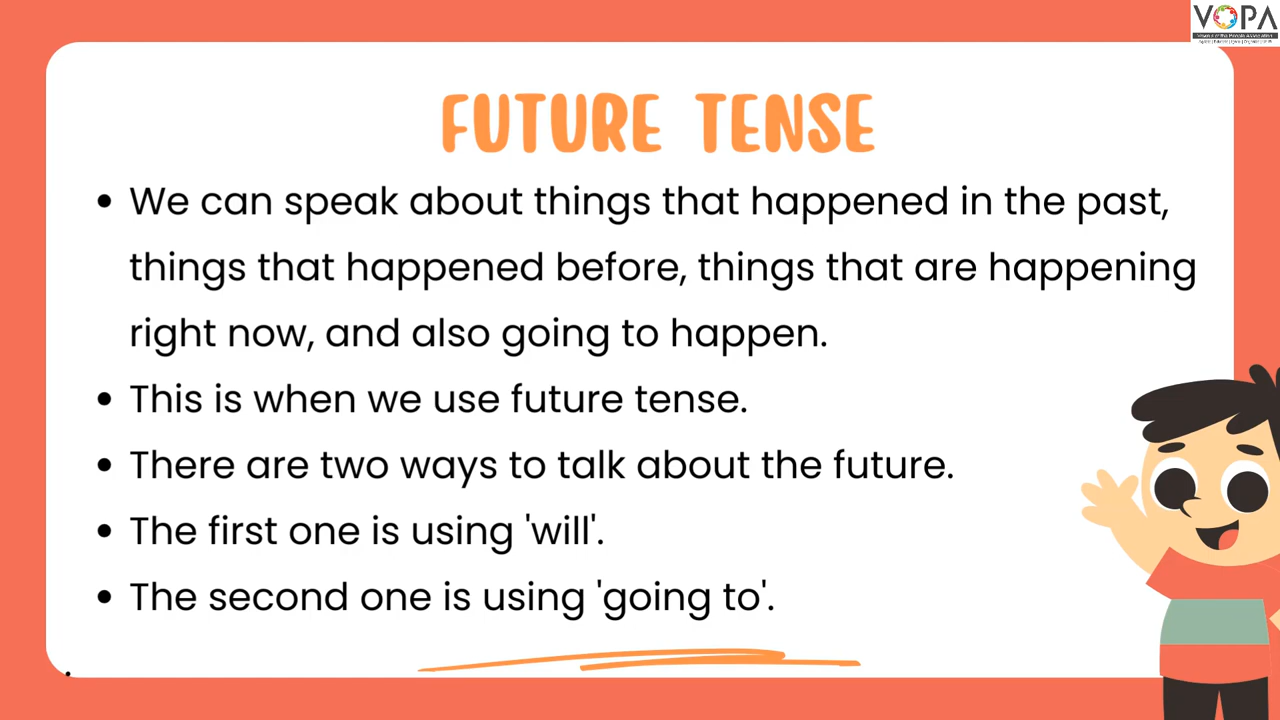 VOPA
FUTURE TENSE
• We can speak about things that happened in the past,
things that happened before, things that are happening
right now, and also going to happen.
• This is when we use future tense.
• There are two ways to talk about the future.
• The first one is using 'will'.
• The second one is using 'going to'.